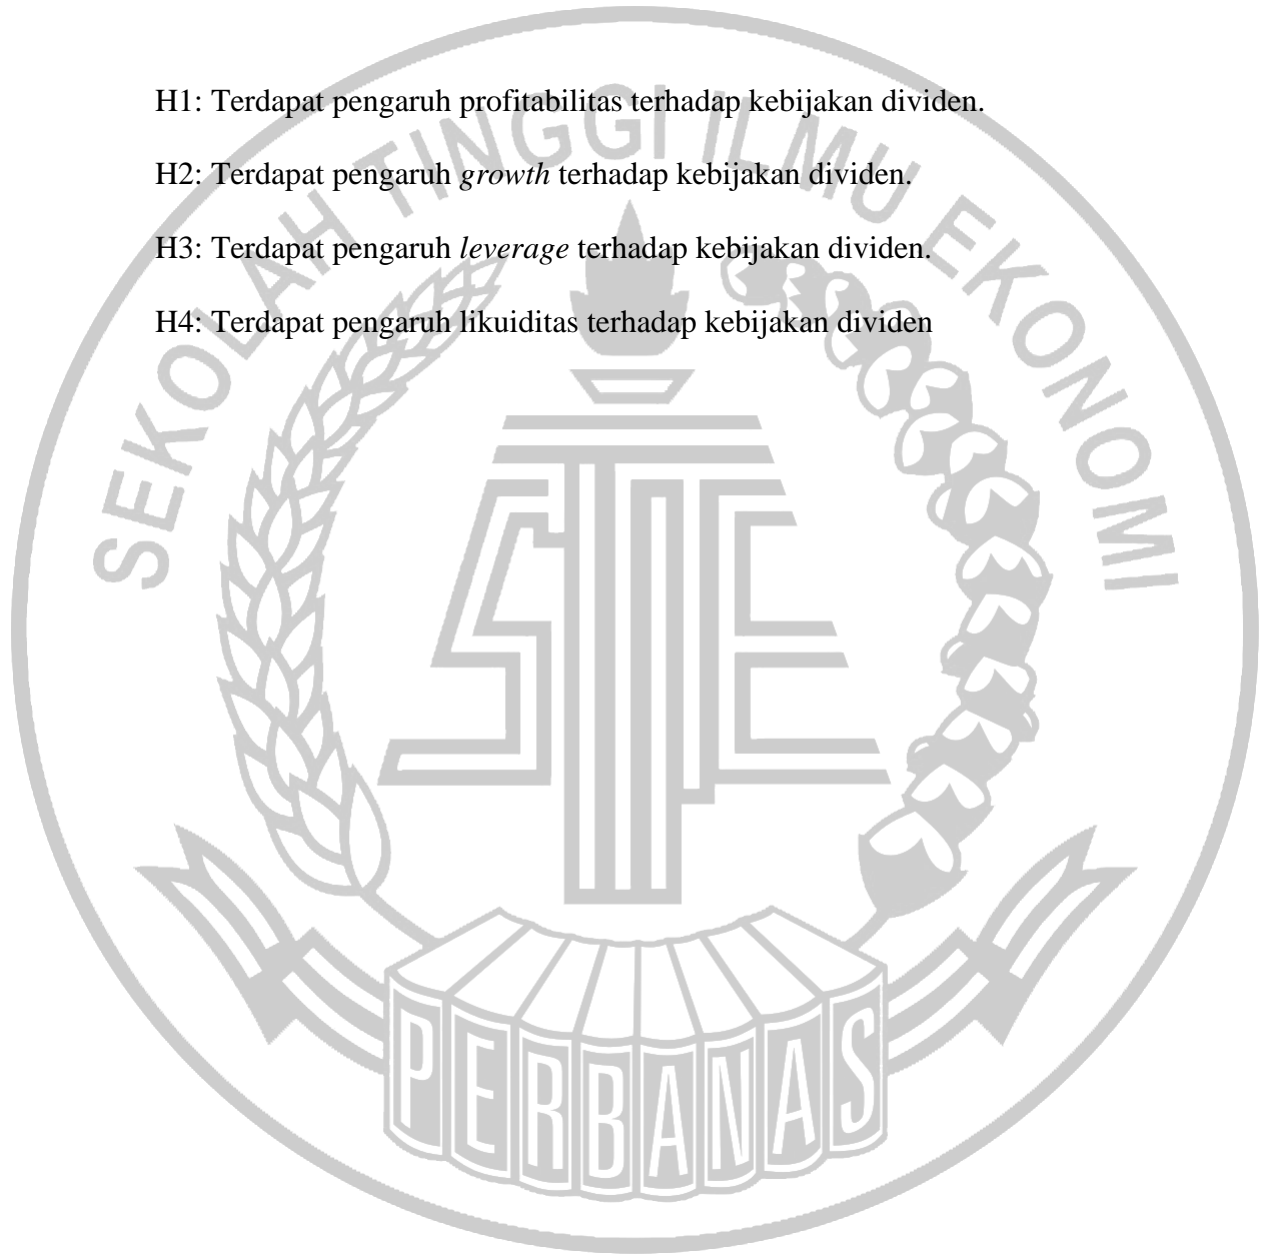 H1: Terdapat pengaruh profitabilitas terhadap kebijakan dividen.
H2: Terdapat pengaruh growth terhadap kebijakan dividen.
H3: Terdapat pengaruh leverage terhadap kebijakan dividen.
H4: Terdapat pengaruh likuiditas terhadap kebijakan dividen
SEKOLAH TINGGI ILMU EKONOMI
STIE
PERBANAS